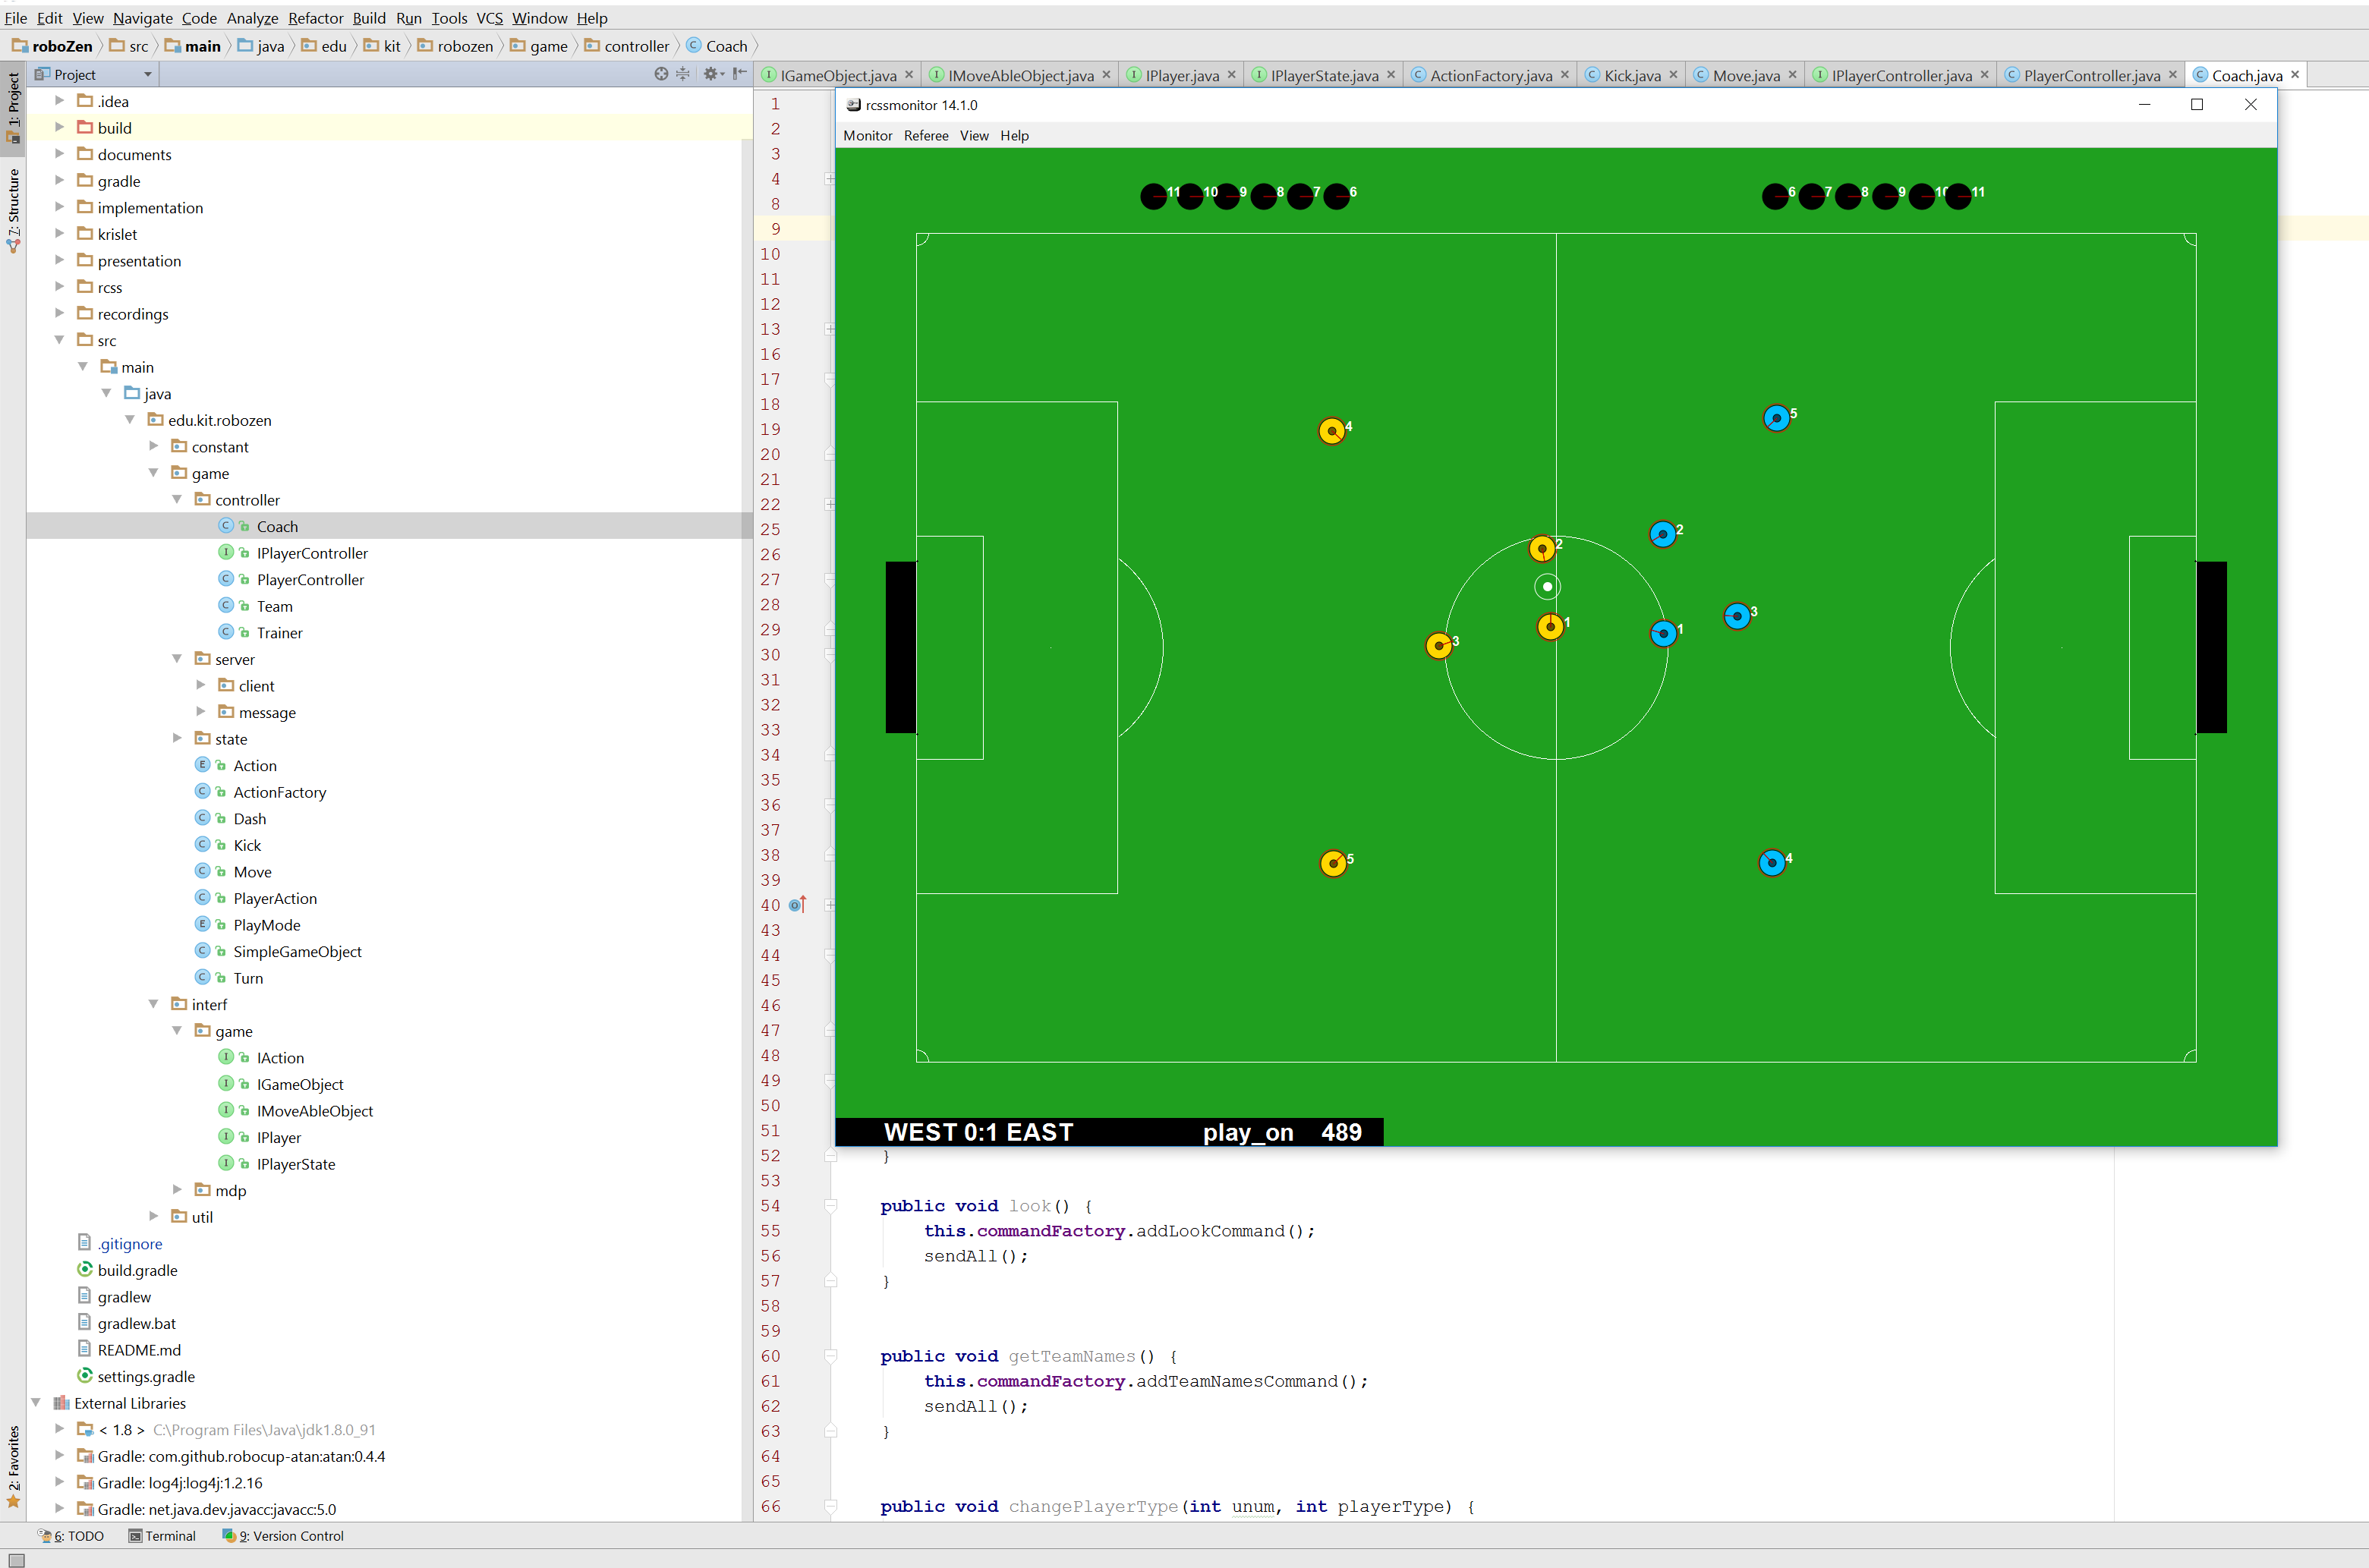 File Edit View Navigate Code Analyze Refactor Build Run Tools VCS Window Help
roboZen src main java edu kit robozen game controller Coach
Project
IGameObject.java IMoveAbleObject.java IPlayer.java IPlayerState.java ActionFactory.java Kick.java Move.java IPlayerController.java PlayerController.java Coach.java
1: Project
7: Structure
2: Favorites
.idea
build
documents
gradle
implementation
krislet
presentation
rcss
recordings
src
main
java
edu.kit.robozen
constant
game
controller
Coach
IPlayerController
PlayerController
Team
Trainer
server
client
message
state
Action
ActionFactory
Dash
Kick
Move
PlayerAction
PlayMode
SimpleGameObject
Turn
interf
game
IAction
IGameObject
IMoveAbleObject
IPlayer
IPlayerState
mdp
util
.gitignore
build.gradle
gradlew
gradlew.bat
README.md
settings.gradle
External Libraries
< 1.8 > C:\Program Files\Java\jdk1.8.0_91
Gradle: com.github.robocup-atan:atan:0.4.4
Gradle: log4j:log4j:1.2.16
Gradle: net.java.dev.javacc:javacc:5.0
1
2
3
4
8
9
10
11
12
13
16
17
18
19
20
21
22
25
26
27
28
29
30
31
32
33
34
35
36
37
38
39
40
43
44
45
46
47
48
49
50
51
rcssmonitor 14.1.0
Monitor Referee View Help
11 10 9 8 7 6 6 7 8 9 10 11
5
4
2
2
3
1
1
3
4
5
WEST 0:1 EAST play_on 489
52 }
53
54 public void look() {
55 this.commandFactory.addLookCommand();
56 sendAll();
57 }
58
59
60 public void getTeamNames() {
61 this.commandFactory.addTeamNamesCommand();
62 sendAll();
63 }
64
65
66 public void changePlayerType(int unum, int playerType) {
6: TODO Terminal 9: Version Control